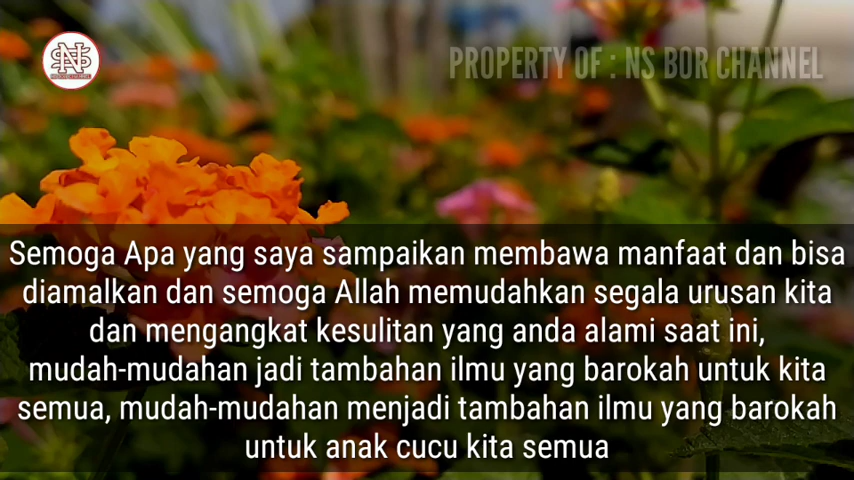 PROPERTY OF : NS BOR CHANNEL
Semoga Apa yang saya sampaikan membawa manfaat dan bisa
diamalkan dan semoga Allah memudahkan segala urusan kita
dan mengangkat kesulitan yang anda alami saat ini,
mudah-mudahan jadi tambahan ilmu yang barokah untuk kita
semua, mudah-mudahan menjadi tambahan ilmu yang barokah
untuk anak cucu kita semua